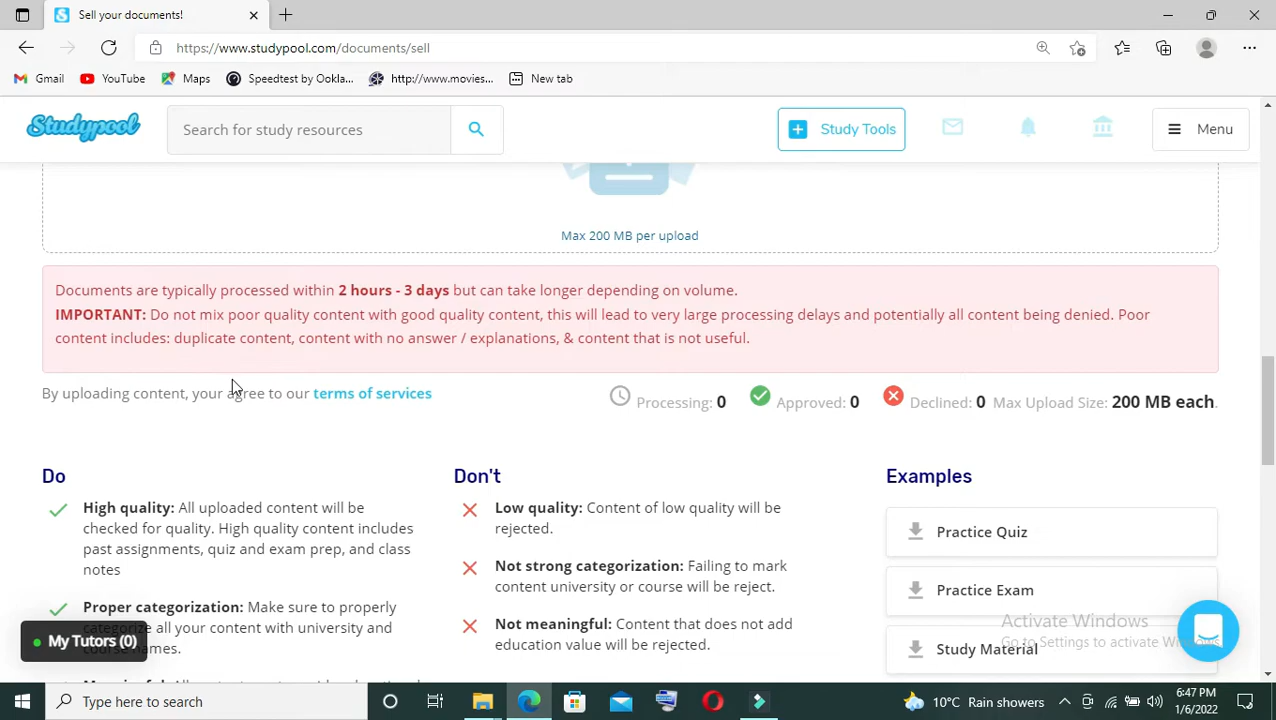 Sell your documents!
https://www.studypool.com/documents/sell
Gmail YouTube Maps Speedtest by Ookla... http://www.movies... New tab
Studypool Search for study resources Study Tools Menu
Max 200 MB per upload
Documents are typically processed within 2 hours - 3 days but can take longer depending on volume.
IMPORTANT: Do not mix poor quality content with good quality content, this will lead to very large processing delays and potentially all content being denied. Poor
content includes: duplicate content, content with no answer / explanations, & content that is not useful.
By uploading content, your agree to our terms of services
Processing: 0 Approved: 0 Declined: 0 Max Upload Size: 200 MB each.
Do
High quality: All uploaded content will be
checked for quality. High quality content includes
past assignments, quiz and exam prep, and class
notes
Proper categorization: Make sure to properly
categorize all your content with university and
course names.
Don't
Low quality: Content of low quality will be
rejected.
Not strong categorization: Failing to mark
content university or course will be reject.
Not meaningful: Content that does not add
education value will be rejected.
Examples
Practice Quiz
Practice Exam
Study Material
Activate Windows
Go to Settings to activate Windows.
My Tutors (0)
Type here to search
10°C Rain showers
6:47 PM
1/6/2022